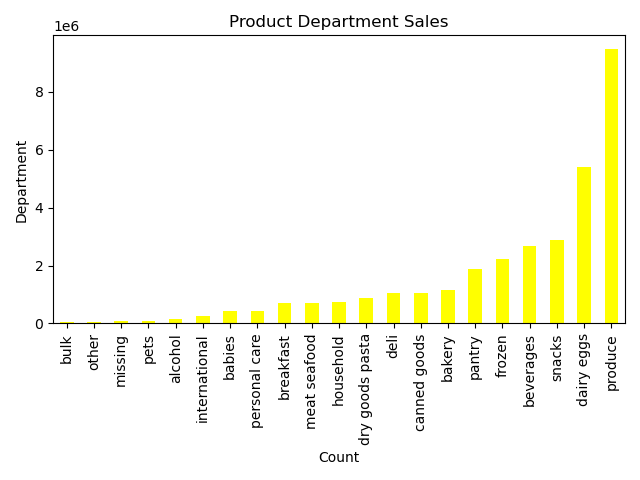 Product Department Sales
1e6
8
6
4
2
0
Department
bulk
other
missing
pets
alcohol
international
babies
personal care
breakfast
meat seafood
household
dry goods pasta
deli
canned goods
bakery
pantry
frozen
beverages
snacks
dairy eggs
produce
Count